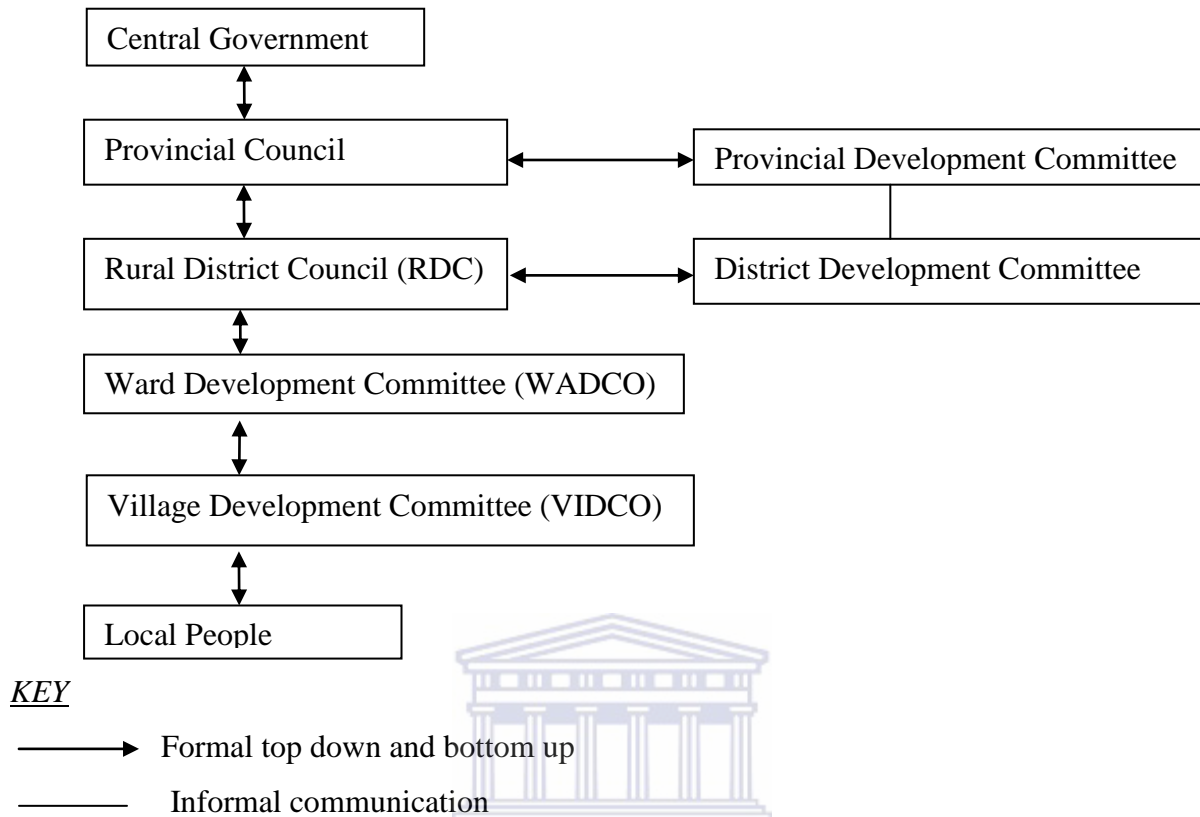 Central Government
Provincial Council
Provincial Development Committee
Rural District Council (RDC)
District Development Committee
Ward Development Committee (WADCO)
Village Development Committee (VIDCO)
Local People
KEY
Formal top down and bottom up
Informal communication